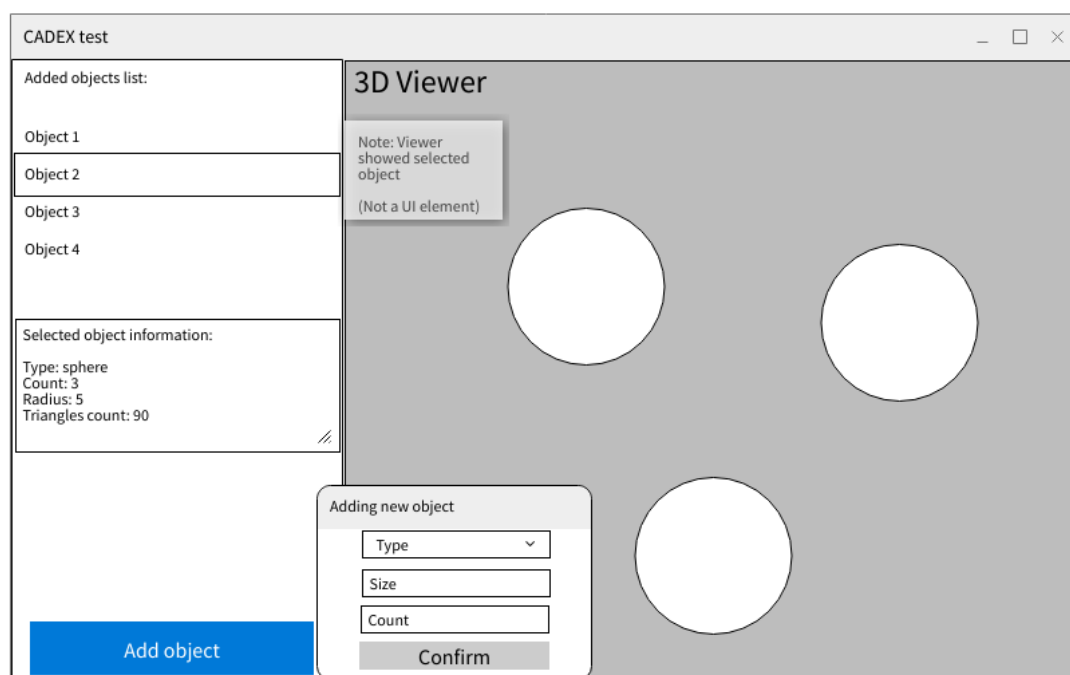 CADEX test
Added objects list:
Object 1
Object 2
Object 3
Object 4
Selected object information:
Type: sphere
Count: 3
Radius: 5
Triangles count: 90
Add object
3D Viewer
Note: Viewer
showed selected
object
(Not a UI element)
Adding new object
Type
Size
Count
Confirm